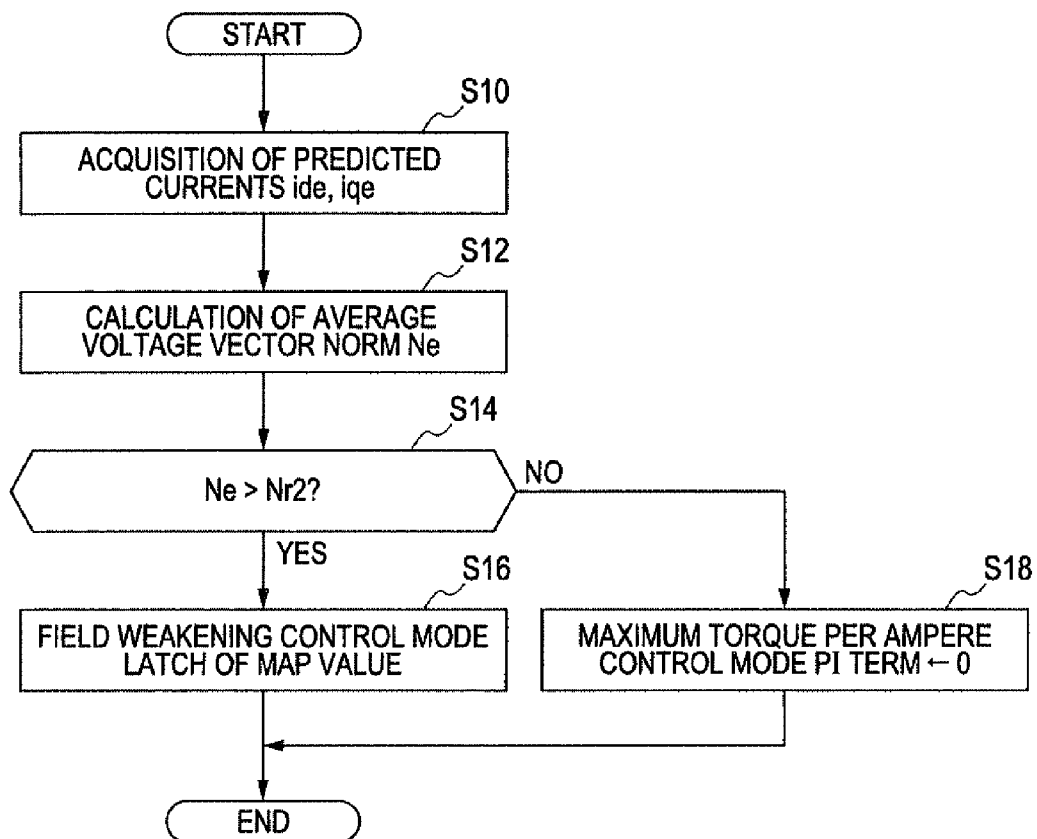 START
S10
ACQUISITION OF PREDICTED
CURRENTS ide, iqe
S12
CALCULATION OF AVERAGE
VOLTAGE VECTOR NORM Ne
S14
Ne > Nr2?
NO
YES
S16
FIELD WEAKENING CONTROL MODE
LATCH OF MAP VALUE
S18
MAXIMUM TORQUE PER AMPERE
CONTROL MODE PI TERM ← 0
END